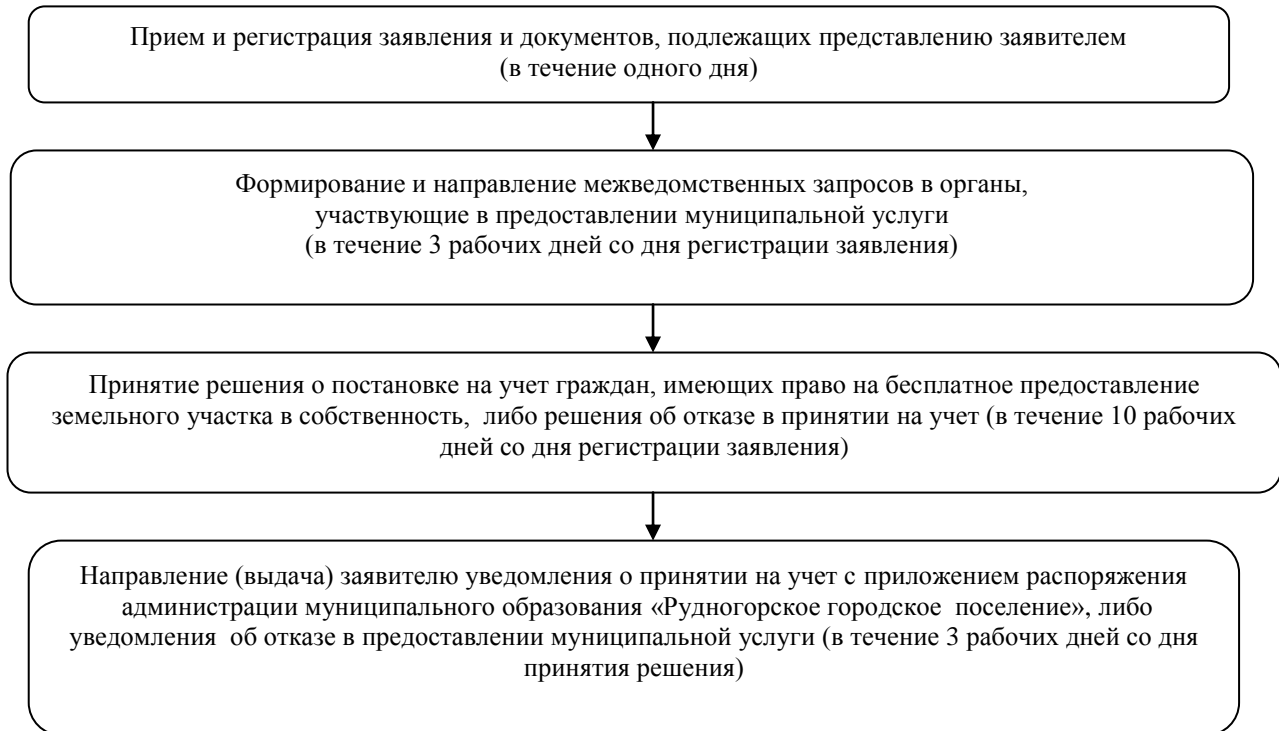 Прием и регистрация заявления и документов, подлежащих представлению заявителем
(в течение одного дня)
Формирование и направление межведомственных запросов в органы,
участвующие в предоставлении муниципальной услуги
(в течение 3 рабочих дней со дня регистрации заявления)
Принятие решения о постановке на учет граждан, имеющих право на бесплатное предоставление
земельного участка в собственность, либо решения об отказе в принятии на учет (в течение 10 рабочих
дней со дня регистрации заявления)
Направление (выдача) заявителю уведомления о принятии на учет с приложением распоряжения
администрации муниципального образования «Рудногорское городское поселение», либо
уведомления об отказе в предоставлении муниципальной услуги (в течение 3 рабочих дней со дня
принятия решения)